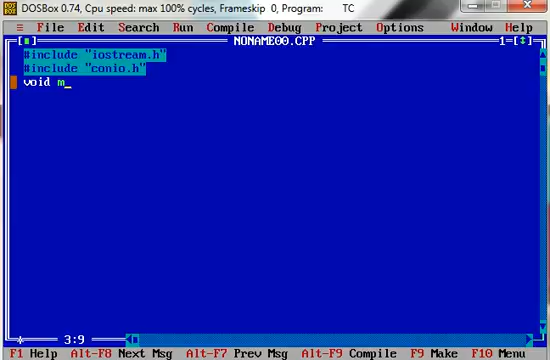 DOSBox 0.74, Cpu speed: max 100% cycles, Frameskip 0, Program: TC
≡ File Edit Search Run Compile Debug Project Options Window Help
[■] NONAME00.CPP 1=[↕]
#include "iostream.h"
#include "conio.h"
void m_
* 3:9
F1 Help Alt-F8 Next Msg Alt-F7 Prev Msg Alt-F9 Compile F9 Make F10 Menu